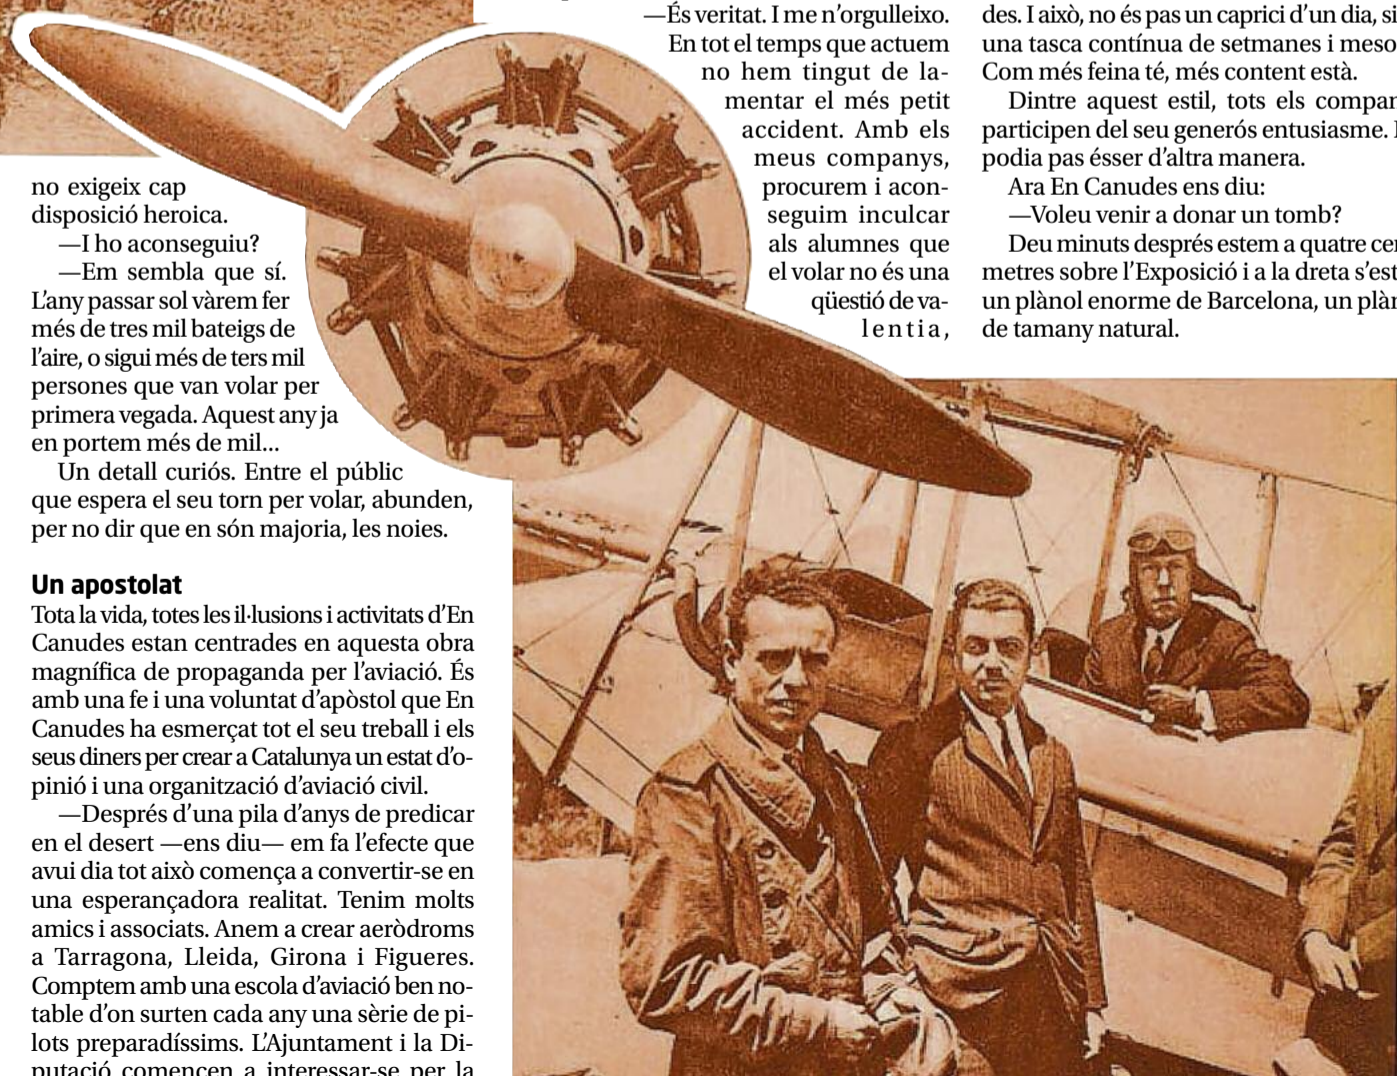 no exigeix cap
disposició heroica.
—I ho aconseguiu?
—Em sembla que sí.
L'any passar sol vàrem fer
més de tres mil bateigs de
l'aire, o sigui més de ters mil
persones que van volar per
primera vegada. Aquest any ja
en portem més de mil...
Un detall curiós. Entre el públic
que espera el seu torn per volar, abunden,
per no dir que en són majoria, les noies.
Un apostolat
Tota la vida, totes les il·lusions i activitats d'En
Canudes estan centrades en aquesta obra
magnífica de propaganda per l'aviació. És
amb una fe i una voluntat d'apòstol que En
Canudes ha esmerçat tot el seu treball i els
seus diners per crear a Catalunya un estat d'o-
pinió i una organització d'aviació civil.
—Després d'una pila d'anys de predicar
en el desert —ens diu— em fa l'efecte que
avui dia tot això comença a convertir-se en
una esperançadora realitat. Tenim molts
amics i associats. Anem a crear aeròdroms
a Tarragona, Lleida, Girona i Figueres.
Comptem amb una escola d'aviació ben no-
table d'on surten cada any una sèrie de pi-
lots preparadíssims. L'Ajuntament i la Di-
putació comencen a interessar-se per la
—És veritat. I me n'orgulleixo.
En tot el temps que actuem
no hem tingut de la-
mentar el més petit
accident. Amb els
meus companys,
procurem i acon-
seguim inculcar
als alumnes que
el volar no és una
qüestió de va-
lentia,
des. I això, no és pas un caprici d'un dia, si
una tasca contínua de setmanes i meso
Com més feina té, més content està.
Dintre aquest estil, tots els compan
participen del seu generós entusiasme.
podia pas ésser d'altra manera.
Ara En Canudes ens diu:
—Voleu venir a donar un tomb?
Deu minuts després estem a quatre cen
metres sobre l'Exposició i a la dreta s'est
un plànol enorme de Barcelona, un plàn
de tamany natural.